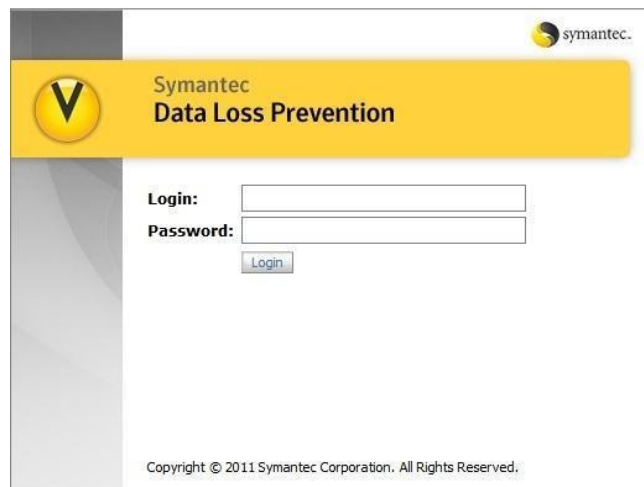 symantec.
Symantec
Data Loss Prevention
Login:
Password:
Login
Copyright © 2011 Symantec Corporation. All Rights Reserved.